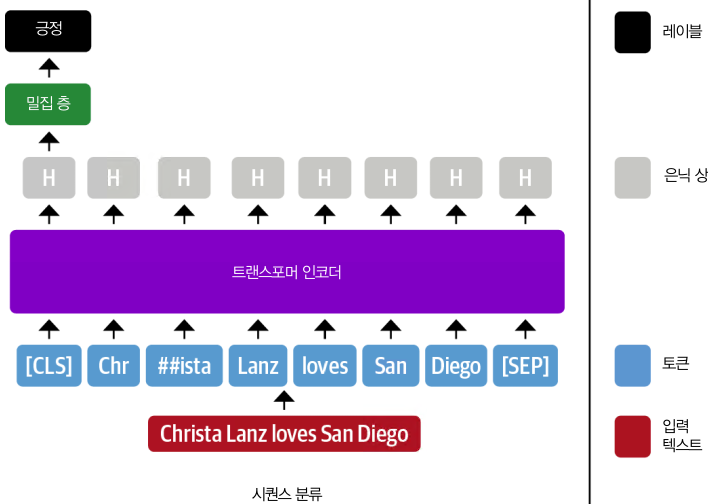 긍정
밀집 층
H H H H H H H H
트랜스포머 인코더
[CLS] Chr ##ista Lanz loves San Diego [SEP]
Christa Lanz loves San Diego
시퀀스 분류
레이블
은닉 상
토큰
입력
텍스트